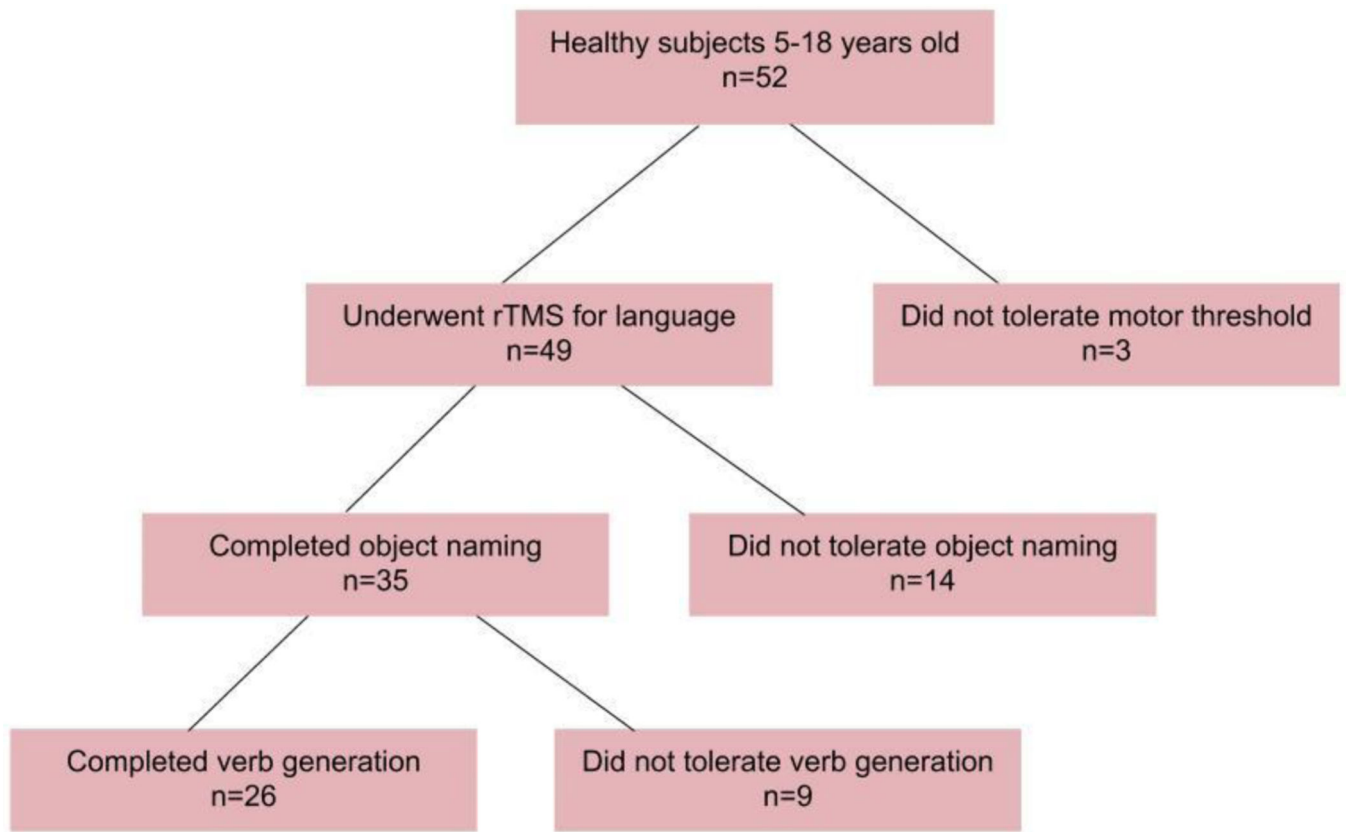 Healthy subjects 5-18 years old
n=52
Underwent rTMS for language
n=49
Did not tolerate motor threshold
n=3
Completed object naming
n=35
Did not tolerate object naming
n=14
Completed verb generation
n=26
Did not tolerate verb generation
n=9